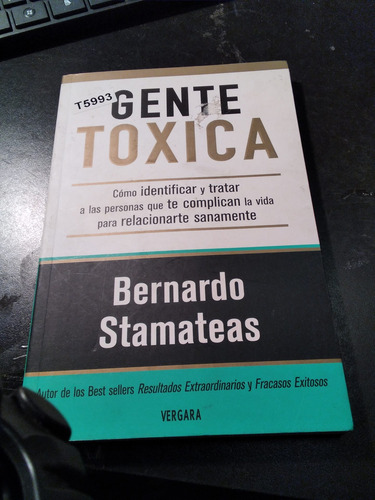 T5993
GENTE
TOXICA
Cómo identificar y tratar
a las personas que te complican la vida
para relacionarte sanamente
Bernardo
Stamateas
Autor de los Best sellers Resultados Extraordinarios y Fracasos Exitosos
VERGARA